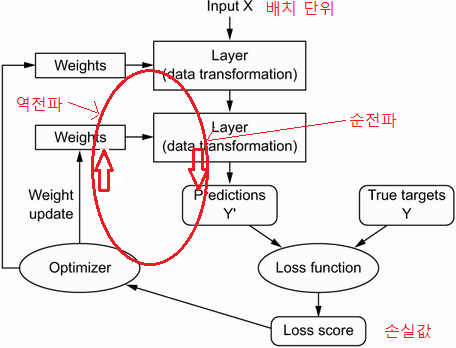 Input X 배치 단위
Weights
Layer
(data transformation)
역전파
순전파
Weights
Layer
(data transformation)
Weight
update
Predictions
Y'
True targets
Y
Optimizer
Loss function
Loss score
손실값